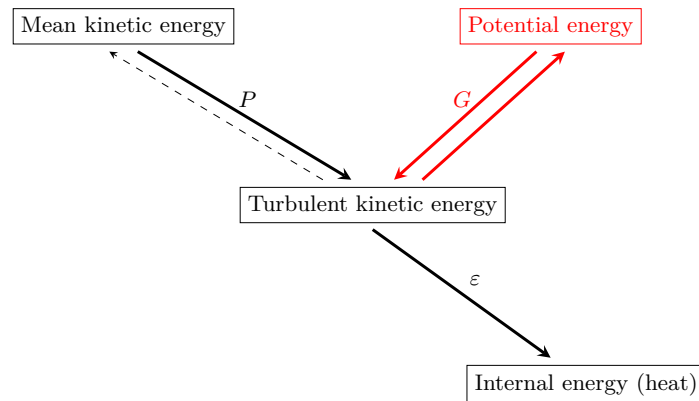 Mean kinetic energy
Potential energy
P
G
Turbulent kinetic energy
ε
Internal energy (heat)